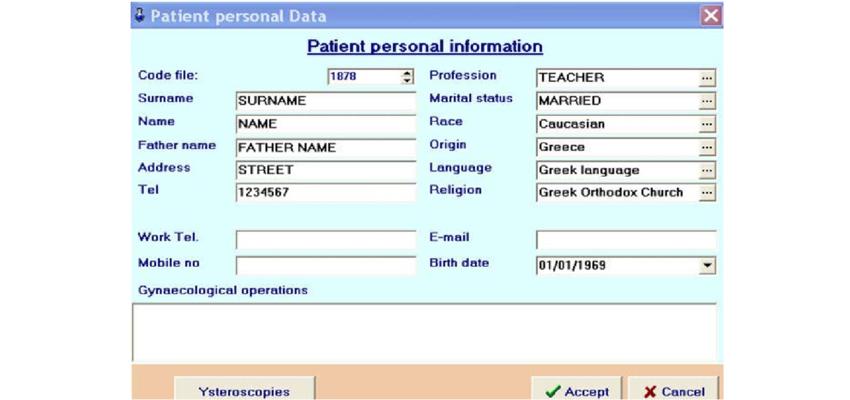 Patient personal Data
Patient personal information
Code file: 1878 Profession TEACHER ...
Surname SURNAME Marital status MARRIED ...
Name NAME Race Caucasian ...
Father name FATHER NAME Origin Greece ...
Address STREET Language Greek language ...
Tel 1234567 Religion Greek Orthodox Church ...
Work Tel. E-mail
Mobile no Birth date 01/01/1969
Gynaecological operations
Ysteroscopies Accept Cancel